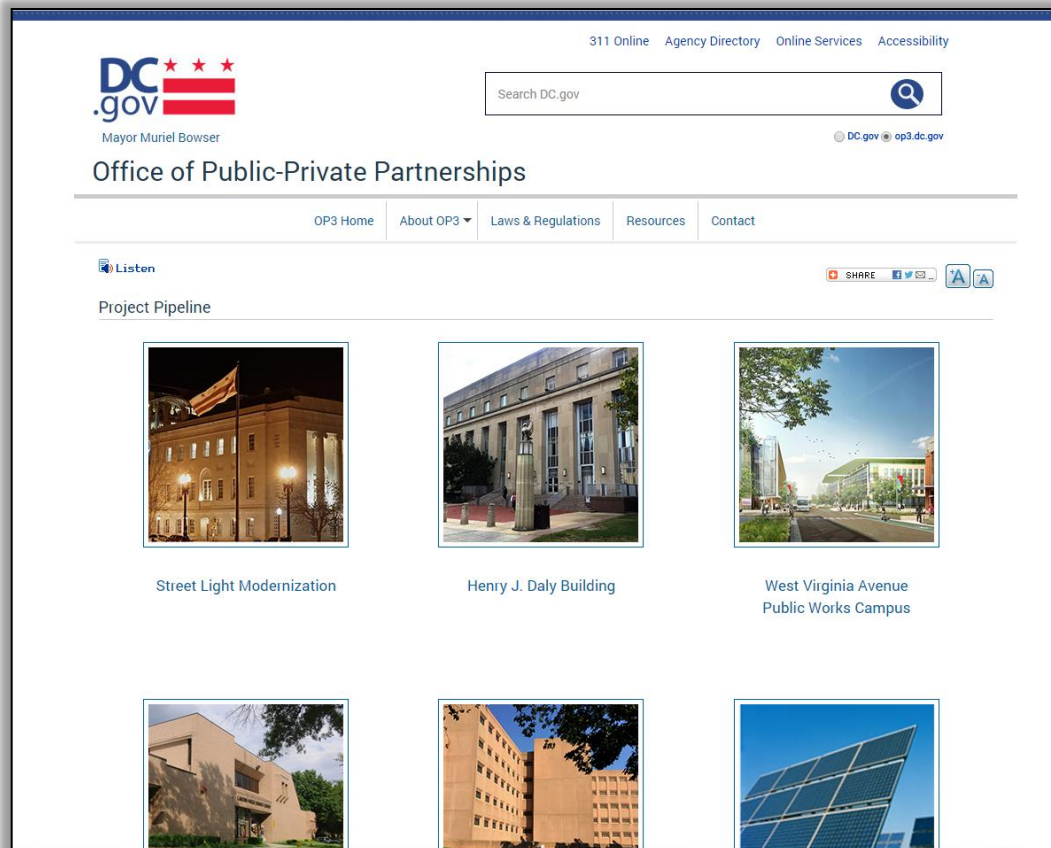 311 Online Agency Directory Online Services Accessibility
DC
.gov
Search DC.gov
Mayor Muriel Bowser
DC.gov op3.dc.gov
Office of Public-Private Partnerships
OP3 Home About OP3 Laws & Regulations Resources Contact
Listen
SHARE
A A
Project Pipeline
Street Light Modernization
Henry J. Daly Building
West Virginia Avenue
Public Works Campus